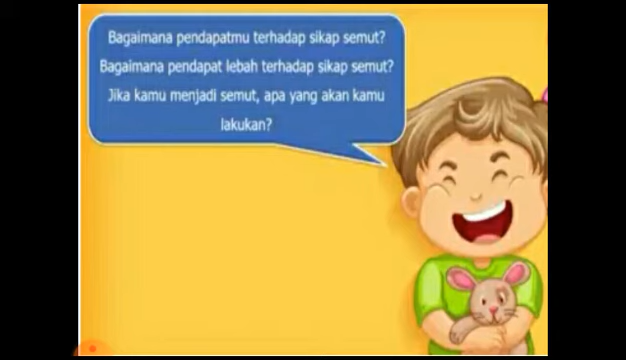 Bagaimana pendapatmu terhadap sikap semut?
Bagaimana pendapat lebah terhadap sikap semut?
Jika kamu menjadi semut, apa yang akan kamu
lakukan?